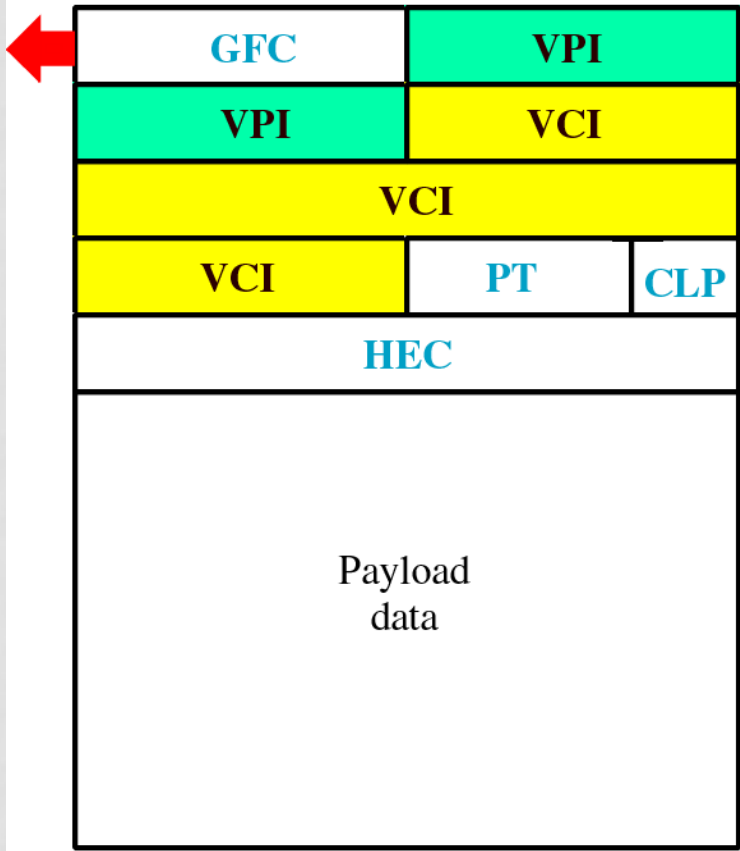 GFC VPI
VPI VCI
VCI
VCI PT CLP
HEC
Payload
data